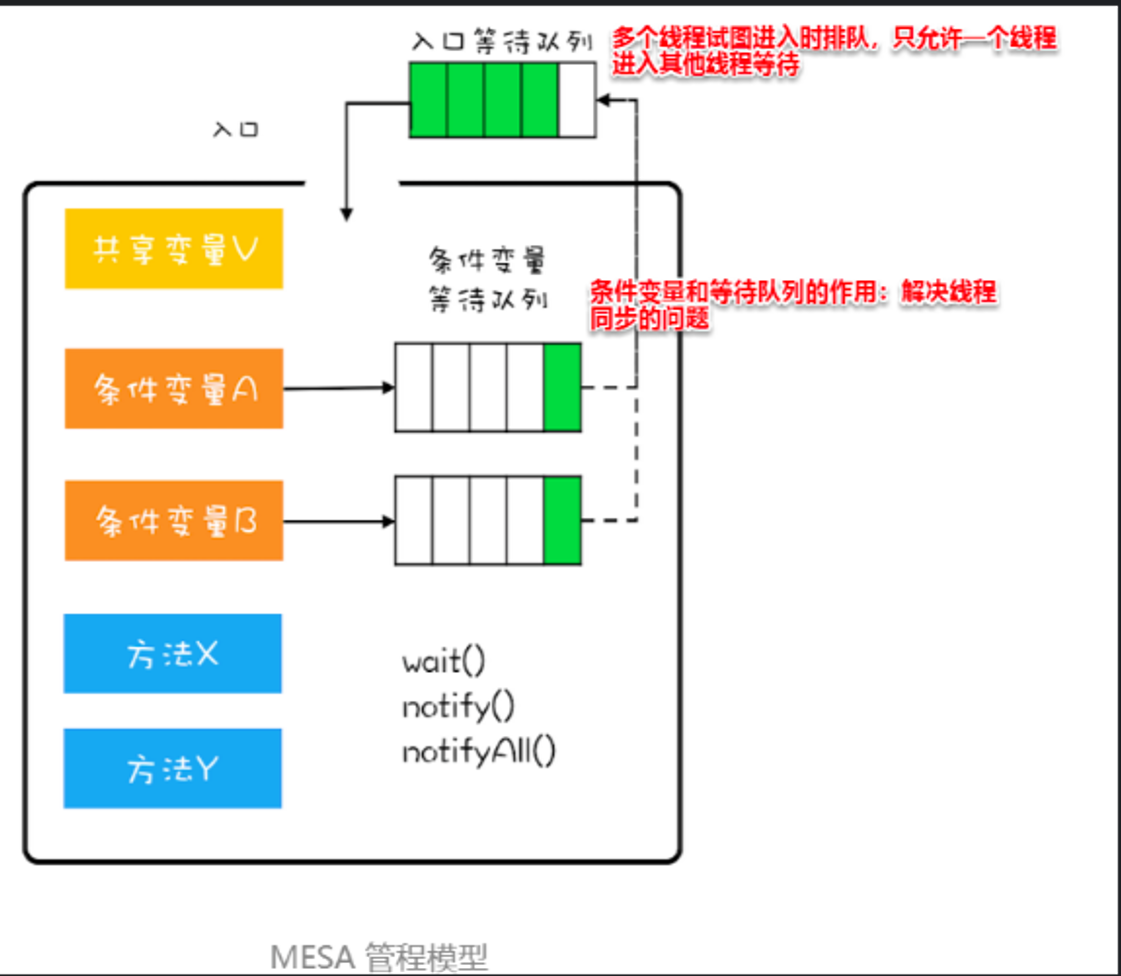 入口等待队列
多个线程试图进入时排队，只允许一个线程
进入其他线程等待
入口
共享变量V
条件变量
等待队列
条件变量和等待队列的作用：解决线程
同步的问题
条件变量A
条件变量B
方法X
wait()
notify()
notifyAll()
方法Y
MESA 管程模型